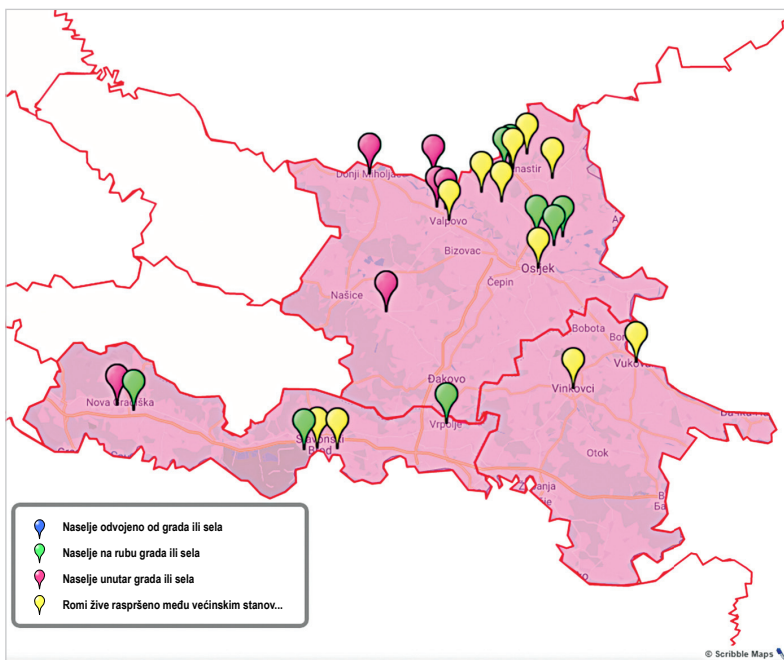 Donji Miholjac
Valpovo
Bizovac
Osijek
Čepin
Našice
Bobota
Đakovo
Vinkovci
Nova Gradiška
Vrpolje
Slavonski
Brod
Otok
Naselje odvojeno od grada ili sela
Naselje na rubu grada ili sela
Naselje unutar grada ili sela
Romi žive raspršeno među većinskim stanov...
© Scribble Maps